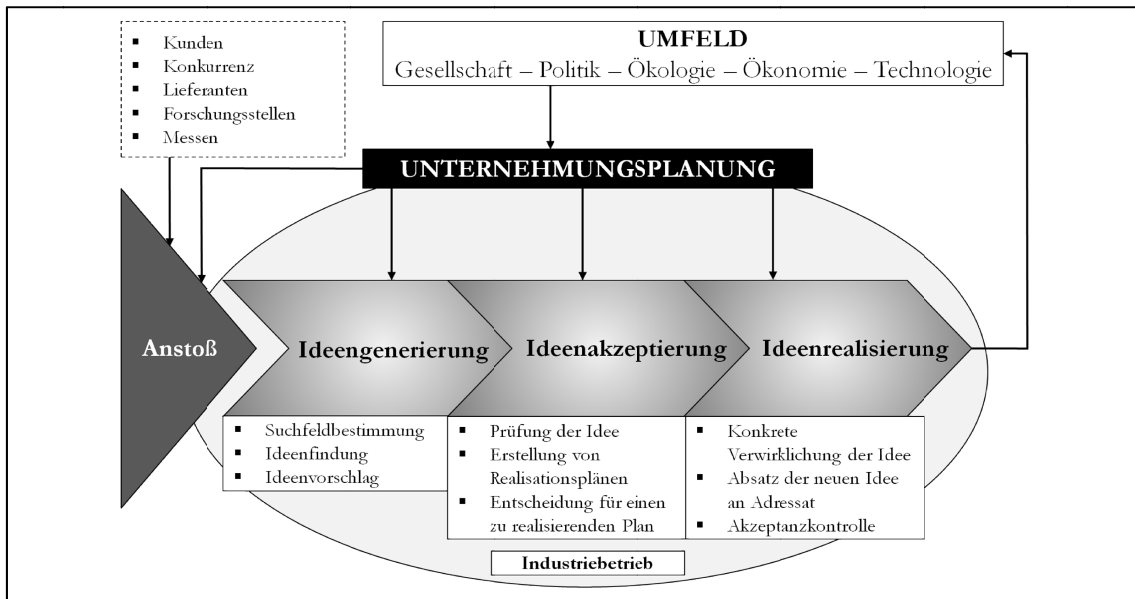 Kunden
Konkurrenz
Lieferanten
Forschungsstellen
Messen
UMFELD
Gesellschaft – Politik – Ökologie – Ökonomie – Technologie
UNTERNEHMUNGSPLANUNG
Anstoß
Ideengenerierung
Ideenakzeptierung
Ideenrealisierung
Suchfeldbestimmung
Ideenfindung
Ideenvorschlag
Prüfung der Idee
Erstellung von
Realisationsplänen
Entscheidung für einen
zu realisierenden Plan
Konkrete
Verwirklichung der Idee
Absatz der neuen Idee
an Adressat
Akzeptanzkontrolle
Industriebetrieb